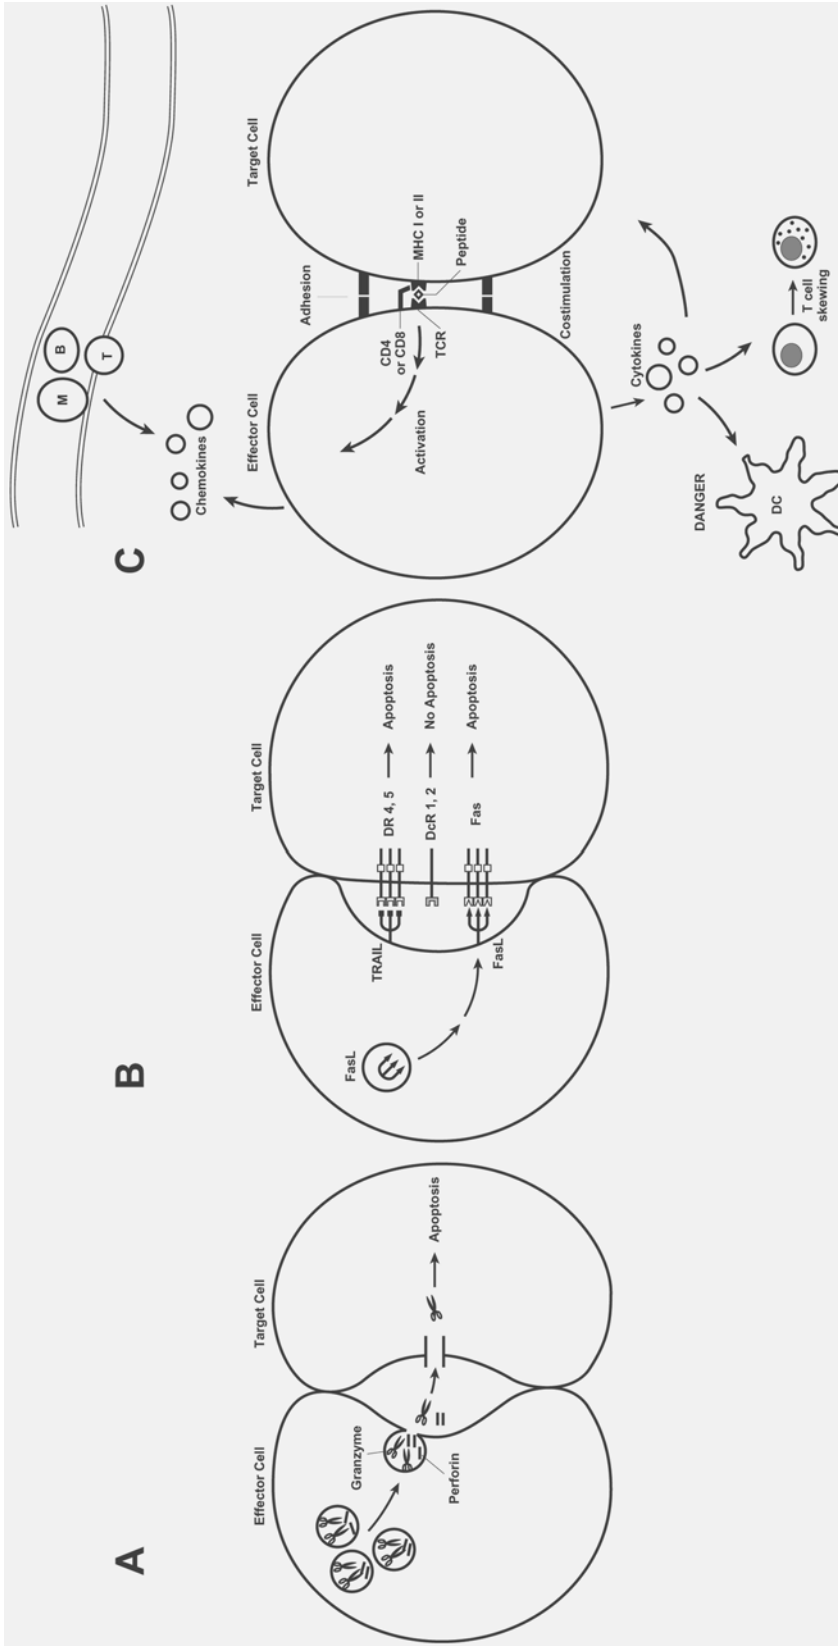 A
Effector Cell
Target Cell
Granzyme
Perforin
Apoptosis
B
Effector Cell
Target Cell
FasL
TRAIL
FasL
DR 4, 5
Apoptosis
DcR 1, 2
No Apoptosis
Fas
Apoptosis
C
M
B
T
Chemokines
Effector Cell
Target Cell
Adhesion
CD4
or CD8
TCR
MHC I or II
Peptide
Activation
Costimulation
Cytokines
DANGER
DC
T cell
skewing